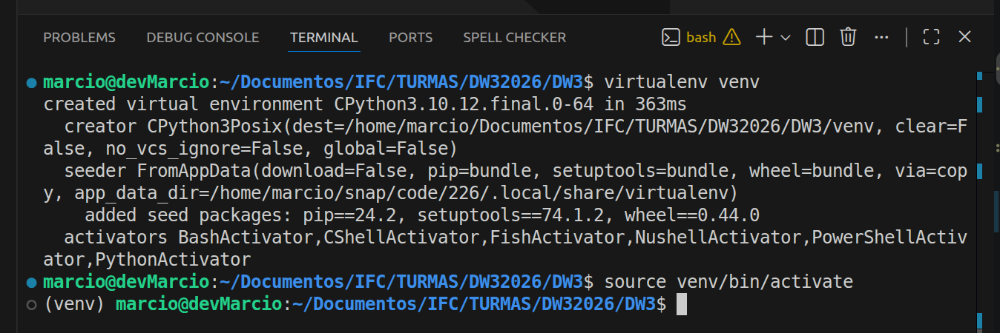 PROBLEMS DEBUG CONSOLE TERMINAL PORTS SPELL CHECKER bash
marcio@devMarcio:~/Documentos/IFC/TURMAS/DW32026/DW3$ virtualenv venv
created virtual environment CPython3.10.12.final.0-64 in 363ms
  creator CPython3Posix(dest=/home/marcio/Documentos/IFC/TURMAS/DW32026/DW3/venv, clear=F
alse, no_vcs_ignore=False, global=False)
  seeder FromAppData(download=False, pip=bundle, setuptools=bundle, wheel=bundle, via=cop
y, app_data_dir=/home/marcio/snap/code/226/.local/share/virtualenv)
    added seed packages: pip==24.2, setuptools==74.1.2, wheel==0.44.0
  activators BashActivator,CShellActivator,FishActivator,NushellActivator,PowerShellActiv
ator,PythonActivator
marcio@devMarcio:~/Documentos/IFC/TURMAS/DW32026/DW3$ source venv/bin/activate
(venv) marcio@devMarcio:~/Documentos/IFC/TURMAS/DW32026/DW3$